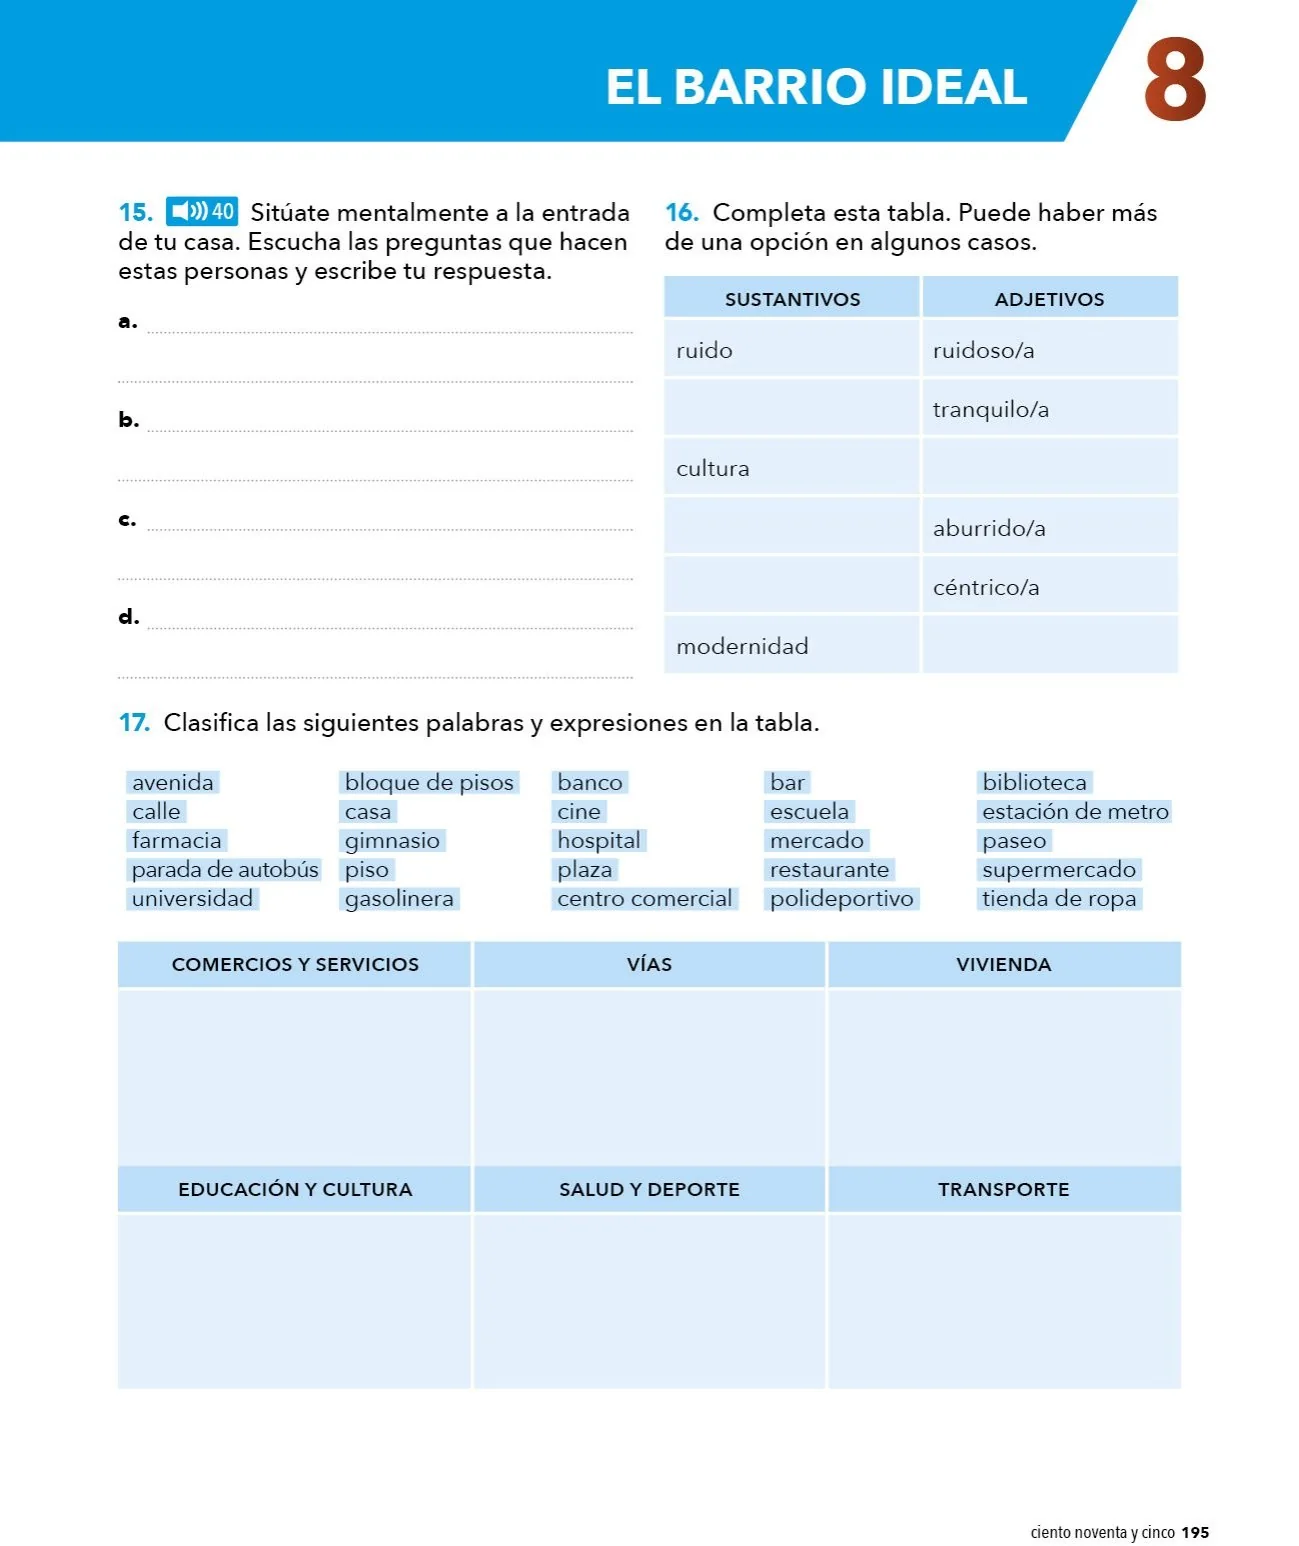 EL BARRIO IDEAL
8
15. 40 Sitúate mentalmente a la entrada
de tu casa. Escucha las preguntas que hacen
estas personas y escribe tu respuesta.
a.
b.
c.
d.
16. Completa esta tabla. Puede haber más
de una opción en algunos casos.
SUSTANTIVOS ADJETIVOS
ruido ruidoso/a
tranquilo/a
cultura
aburrido/a
céntrico/a
modernidad
17. Clasifica las siguientes palabras y expresiones en la tabla.
avenida bloque de pisos banco bar biblioteca
calle casa cine escuela estación de metro
farmacia gimnasio hospital mercado paseo
parada de autobús piso plaza restaurante supermercado
universidad gasolinera centro comercial polideportivo tienda de ropa
COMERCIOS Y SERVICIOS VÍAS VIVIENDA
EDUCACIÓN Y CULTURA SALUD Y DEPORTE TRANSPORTE
ciento noventa y cinco 195